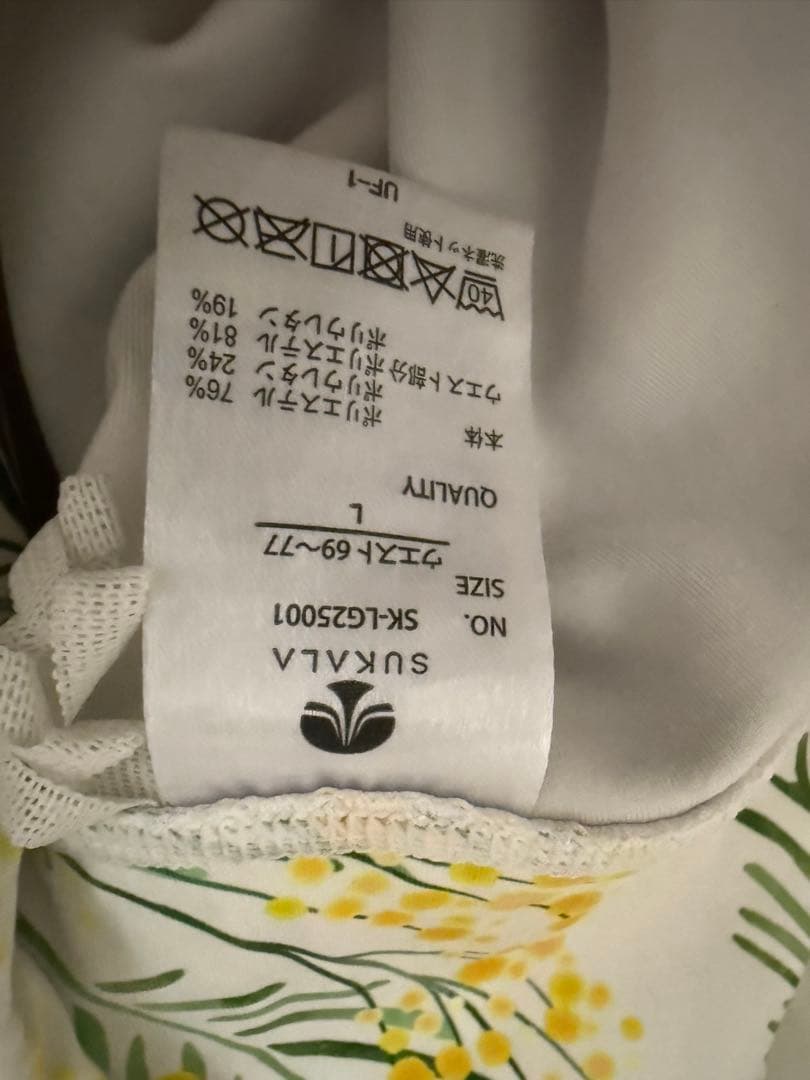 SUKALA
NO. SK-LG25001
SIZE
ウエスト 69〜77
L
QUALITY
本体
ポリエステル 76%
ポリウレタン 24%
ウエスト部分 ポリエステル 81%
ポリウレタン 19%
40
洗濯ネット使用
UF-1